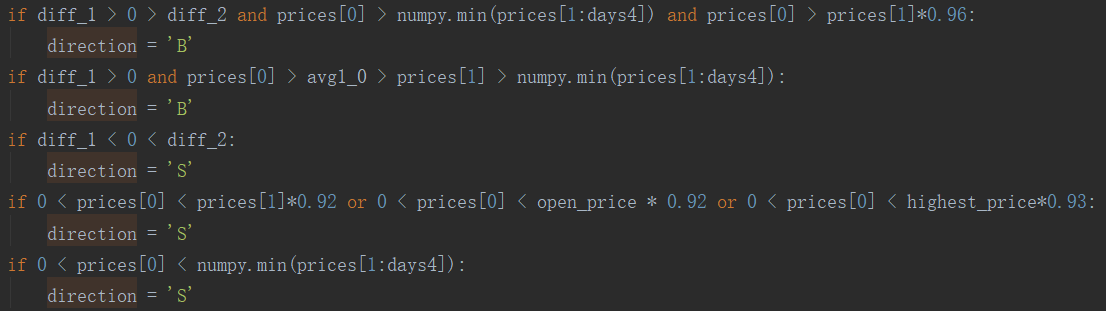 if diff_1 > 0 > diff_2 and prices[0] > numpy.min(prices[1:days4]) and prices[0] > prices[1]*0.96:
    direction = 'B'
if diff_1 > 0 and prices[0] > avg1_0 > prices[1] > numpy.min(prices[1:days4]):
    direction = 'B'
if diff_1 < 0 < diff_2:
    direction = 'S'
if 0 < prices[0] < prices[1]*0.92 or 0 < prices[0] < open_price * 0.92 or 0 < prices[0] < highest_price*0.93:
    direction = 'S'
if 0 < prices[0] < numpy.min(prices[1:days4]):
    direction = 'S'